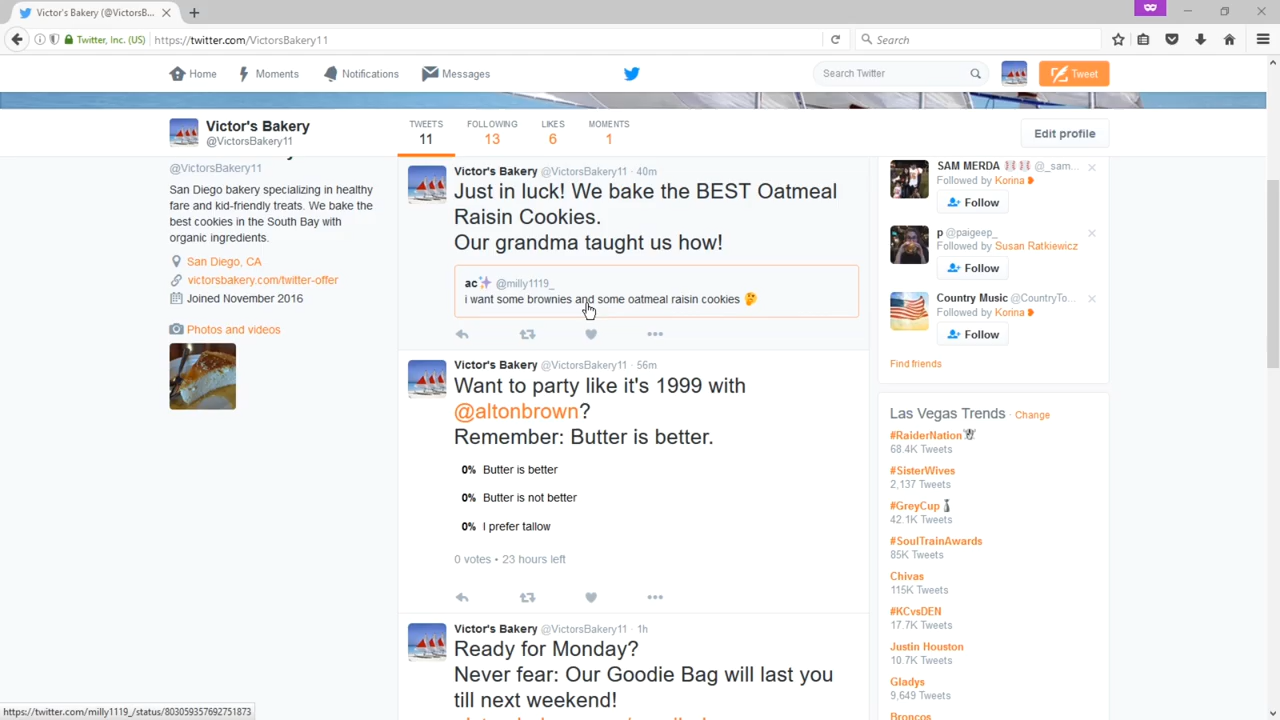 Victor's Bakery (@VictorsB...
Twitter, Inc. (US)
https://twitter.com/VictorsBakery11
Search
Home
Moments
Notifications
Messages
Search Twitter
Tweet
Victor's Bakery
@VictorsBakery11
TWEETS
11
FOLLOWING
13
LIKES
6
MOMENTS
1
Edit profile
@VictorsBakery11
San Diego bakery specializing in healthy
fare and kid-friendly treats. We bake the
best cookies in the South Bay with
organic ingredients.
San Diego, CA
victorsbakery.com/twitter-offer
Joined November 2016
Photos and videos
Victor's Bakery @VictorsBakery11 · 40m
Just in luck! We bake the BEST Oatmeal
Raisin Cookies.
Our grandma taught us how!
ac✨ @milly1119_
i want some brownies and some oatmeal raisin cookies 🤔
Victor's Bakery @VictorsBakery11 · 56m
Want to party like it's 1999 with
@altonbrown?
Remember: Butter is better.
0% Butter is better
0% Butter is not better
0% I prefer tallow
0 votes • 23 hours left
Victor's Bakery @VictorsBakery11 · 1h
Ready for Monday?
Never fear: Our Goodie Bag will last you
till next weekend!
SAM MERDA @_sam...
Followed by Korina
Follow
p @paigeep_
Followed by Susan Ratkiewicz
Follow
Country Music @CountryTo...
Followed by Korina
Follow
Find friends
Las Vegas Trends · Change
#RaiderNation
68.4K Tweets
#SisterWives
2,137 Tweets
#GreyCup
42.1K Tweets
#SoulTrainAwards
85K Tweets
Chivas
115K Tweets
#KCvsDEN
17.7K Tweets
Justin Houston
10.7K Tweets
Gladys
9,649 Tweets
Broncos
https://twitter.com/milly1119_/status/803059357692751873